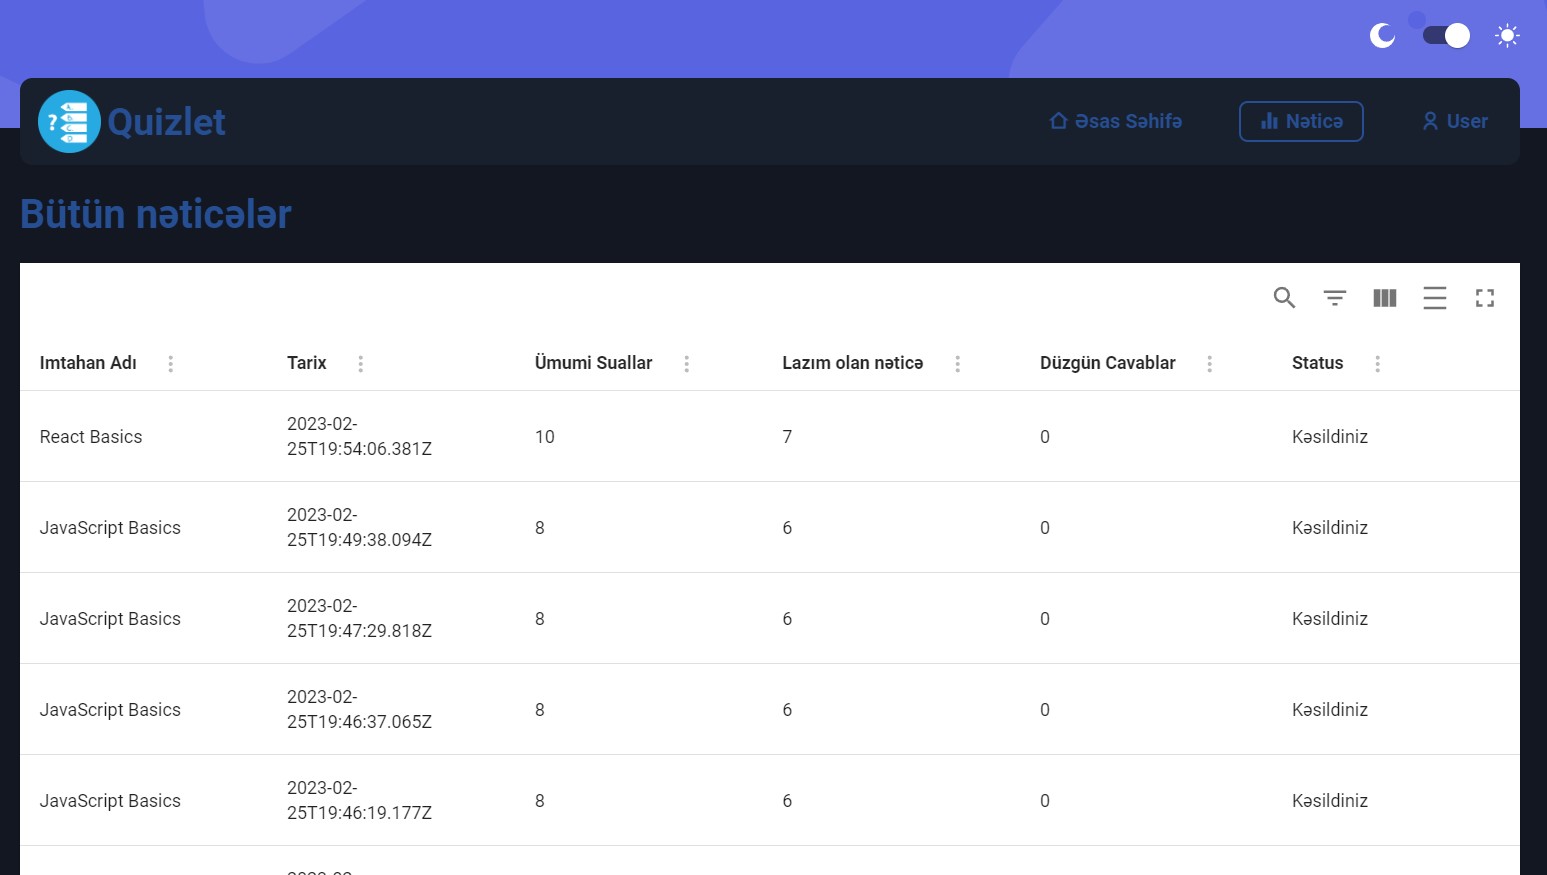 Quizlet
Əsas Səhifə
Nəticə
User
Bütün nəticələr
Imtahan Adı Tarix Ümumi Suallar Lazım olan nəticə Düzgün Cavablar Status
React Basics 2023-02-25T19:54:06.381Z 10 7 0 Kəsildiniz
JavaScript Basics 2023-02-25T19:49:38.094Z 8 6 0 Kəsildiniz
JavaScript Basics 2023-02-25T19:47:29.818Z 8 6 0 Kəsildiniz
JavaScript Basics 2023-02-25T19:46:37.065Z 8 6 0 Kəsildiniz
JavaScript Basics 2023-02-25T19:46:19.177Z 8 6 0 Kəsildiniz